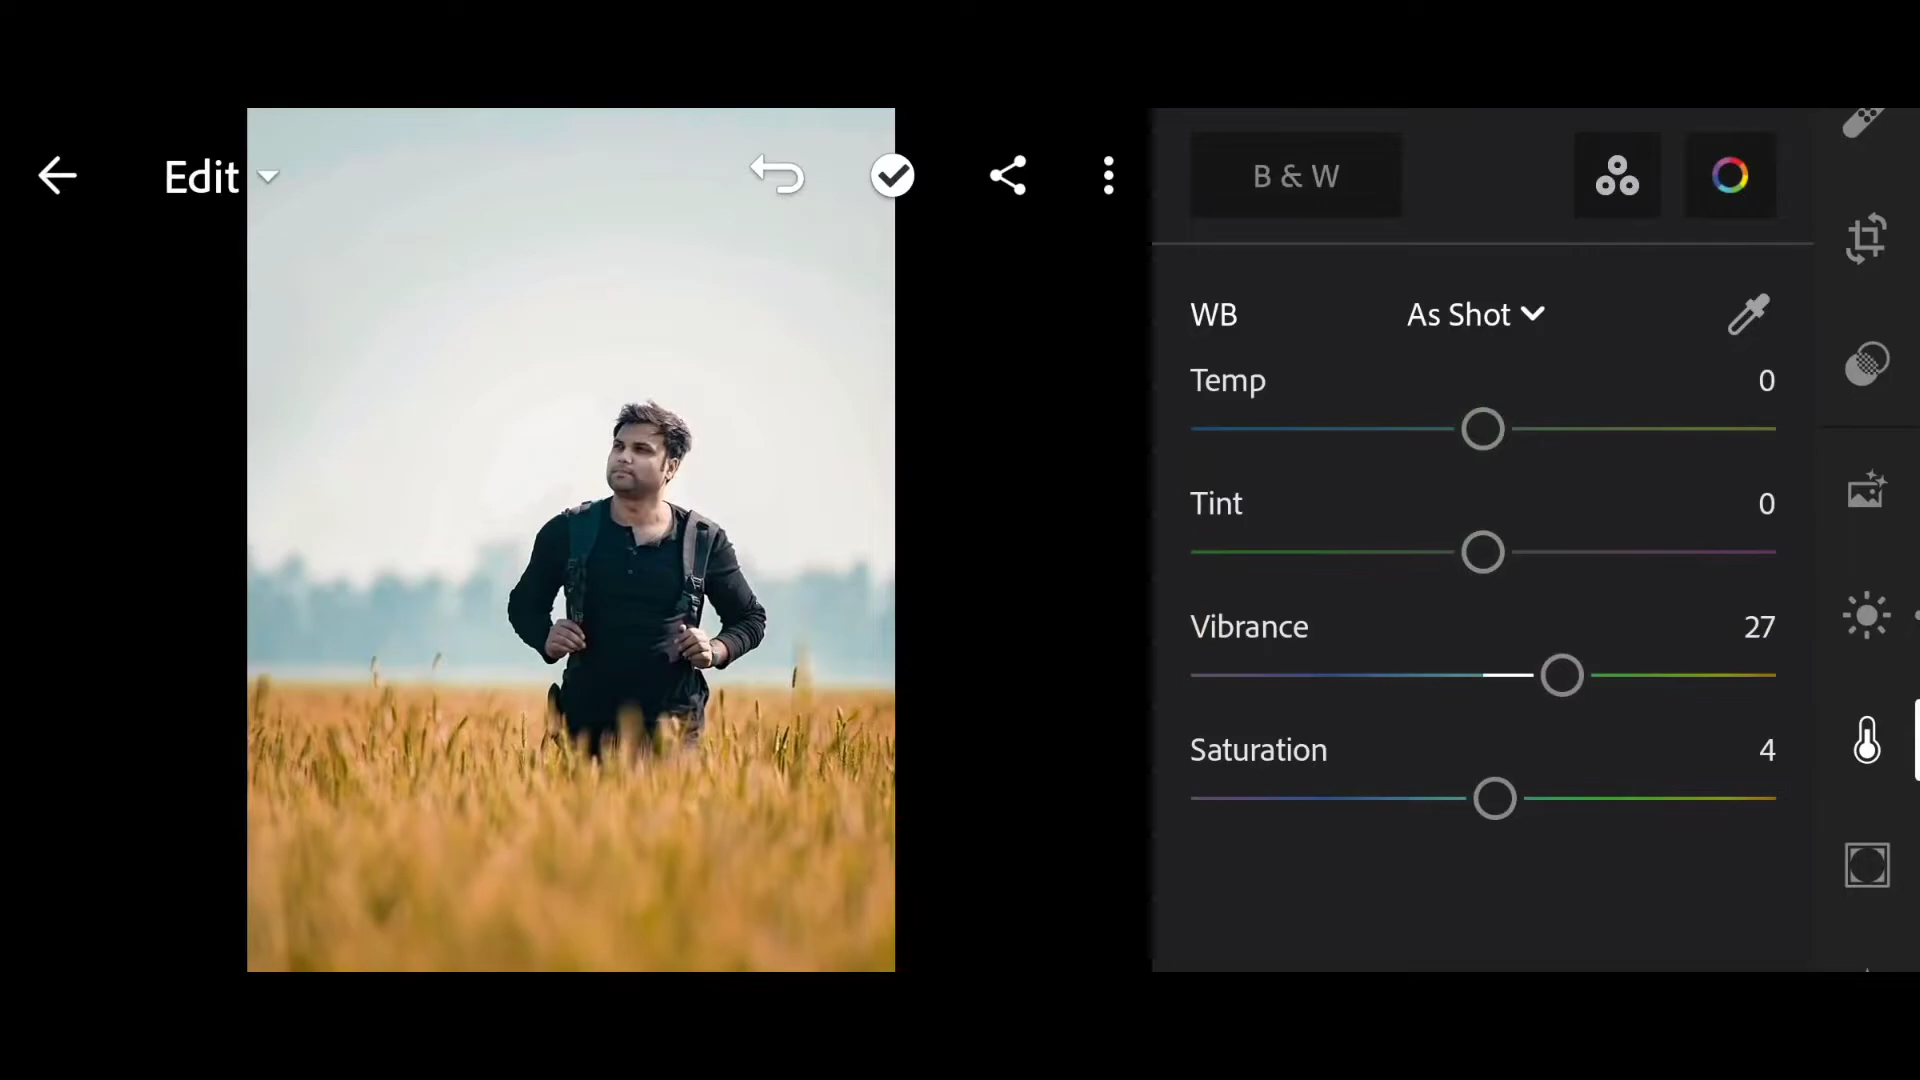 Edit
B & W
WB As Shot
Temp 0
Tint 0
Vibrance 27
Saturation 4